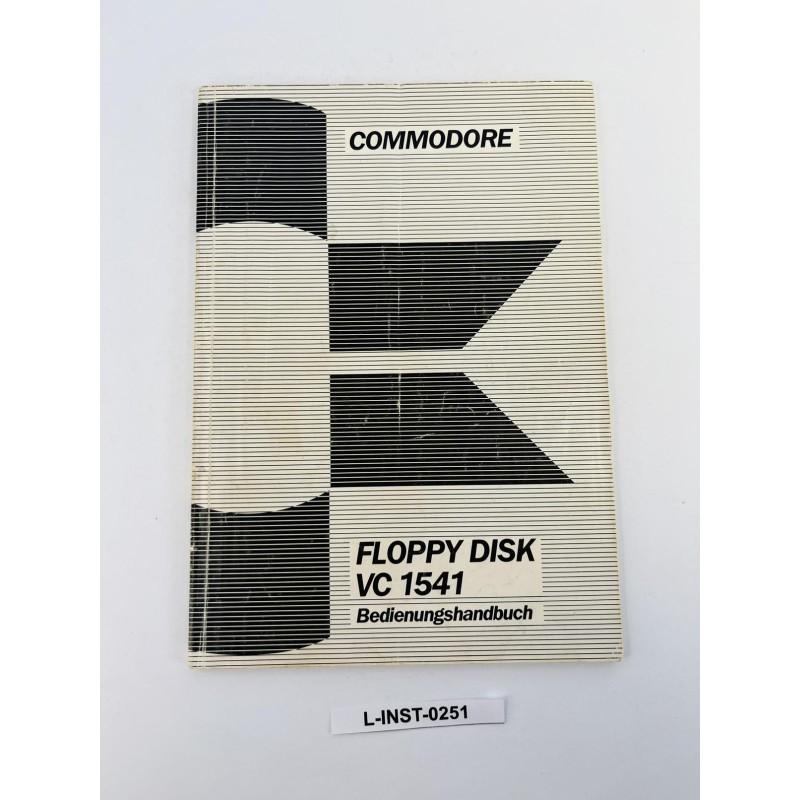 COMMODORE
FLOPPY DISK
VC 1541
Bedienungshandbuch
L-INST-0251